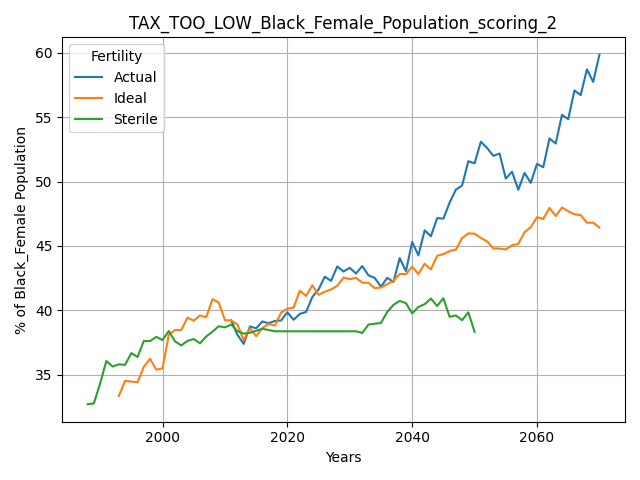 TAX_TOO_LOW_Black_Female_Population_scoring_2
Fertility
Actual
Ideal
Sterile
% of Black_Female Population
60
55
50
45
40
35
2000
2020
2040
2060
Years